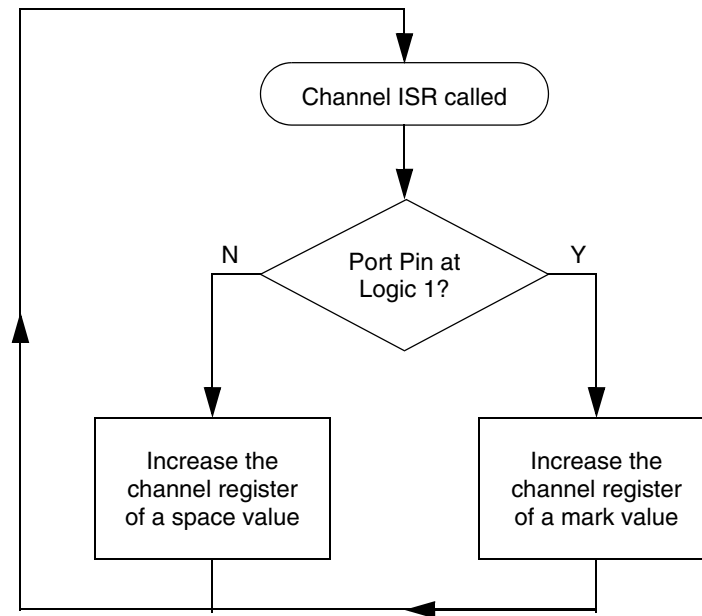 Channel ISR called
N
Port Pin at
Logic 1?
Y
Increase the
channel register
of a space value
Increase the
channel register
of a mark value